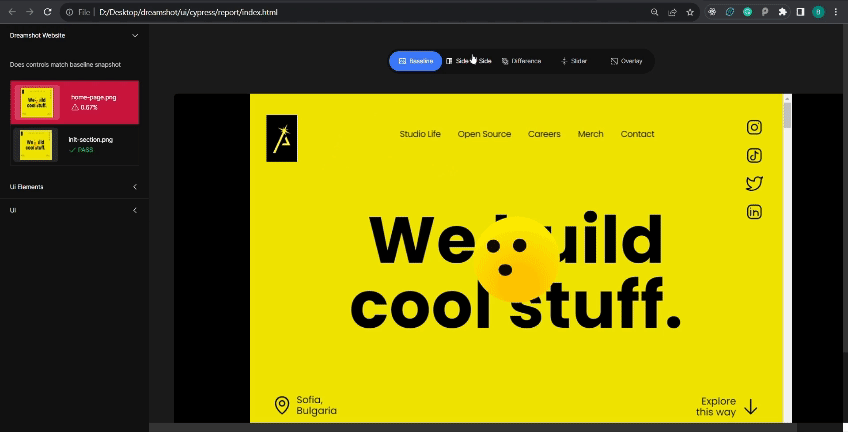 File | D:/Desktop/dreamshot/ui/cypress/report/index.html
B
Dreamshot Website
Does controls match baseline snapshot
home-page.png
0.67%
init-section.png
PASS
Ui Elements
UI
Baseline
Side Side
Difference
Slider
Overlay
Studio Life Open Source Careers Merch Contact
We build
cool stuff.
Sofia,
Bulgaria
Explore
this way